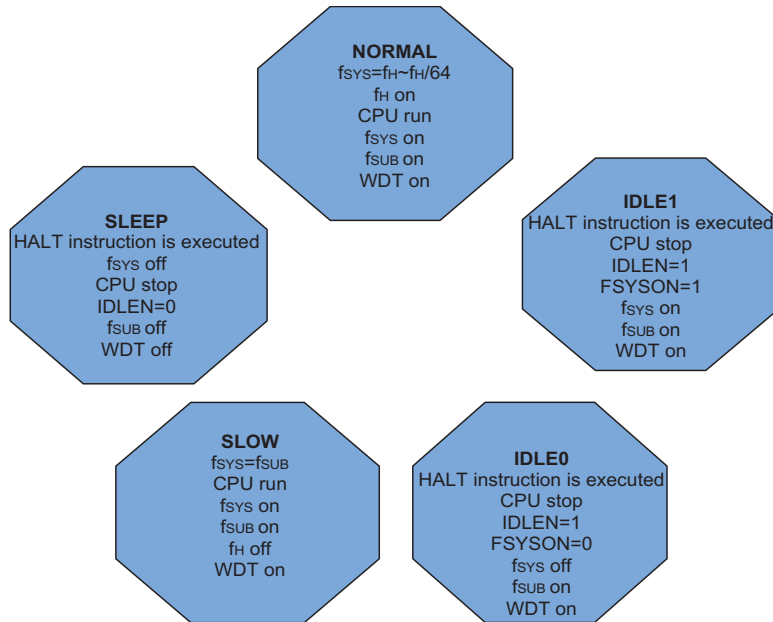 NORMAL
fSYS=fH~fH/64
fH on
CPU run
fSYS on
fSUB on
WDT on
SLEEP
HALT instruction is executed
fSYS off
CPU stop
IDLEN=0
fSUB off
WDT off
IDLE1
HALT instruction is executed
CPU stop
IDLEN=1
FSYSON=1
fSYS on
fSUB on
WDT on
SLOW
fSYS=fSUB
CPU run
fSYS on
fSUB on
fH off
WDT on
IDLE0
HALT instruction is executed
CPU stop
IDLEN=1
FSYSON=0
fSYS off
fSUB on
WDT on